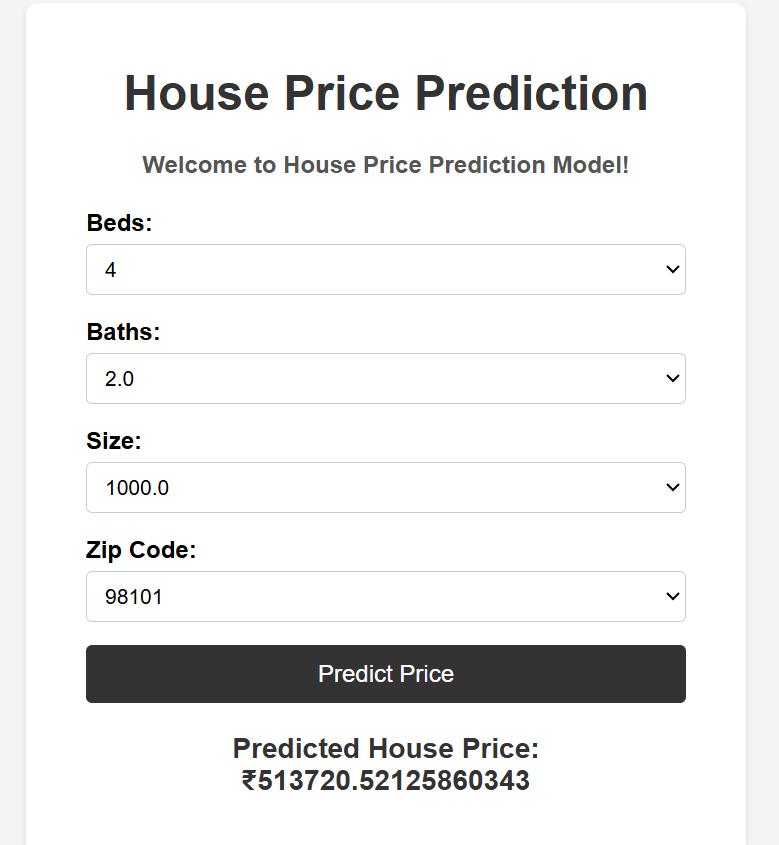 House Price Prediction
Welcome to House Price Prediction Model!
Beds:
4
Baths:
2.0
Size:
1000.0
Zip Code:
98101
Predict Price
Predicted House Price:
₹513720.52125860343